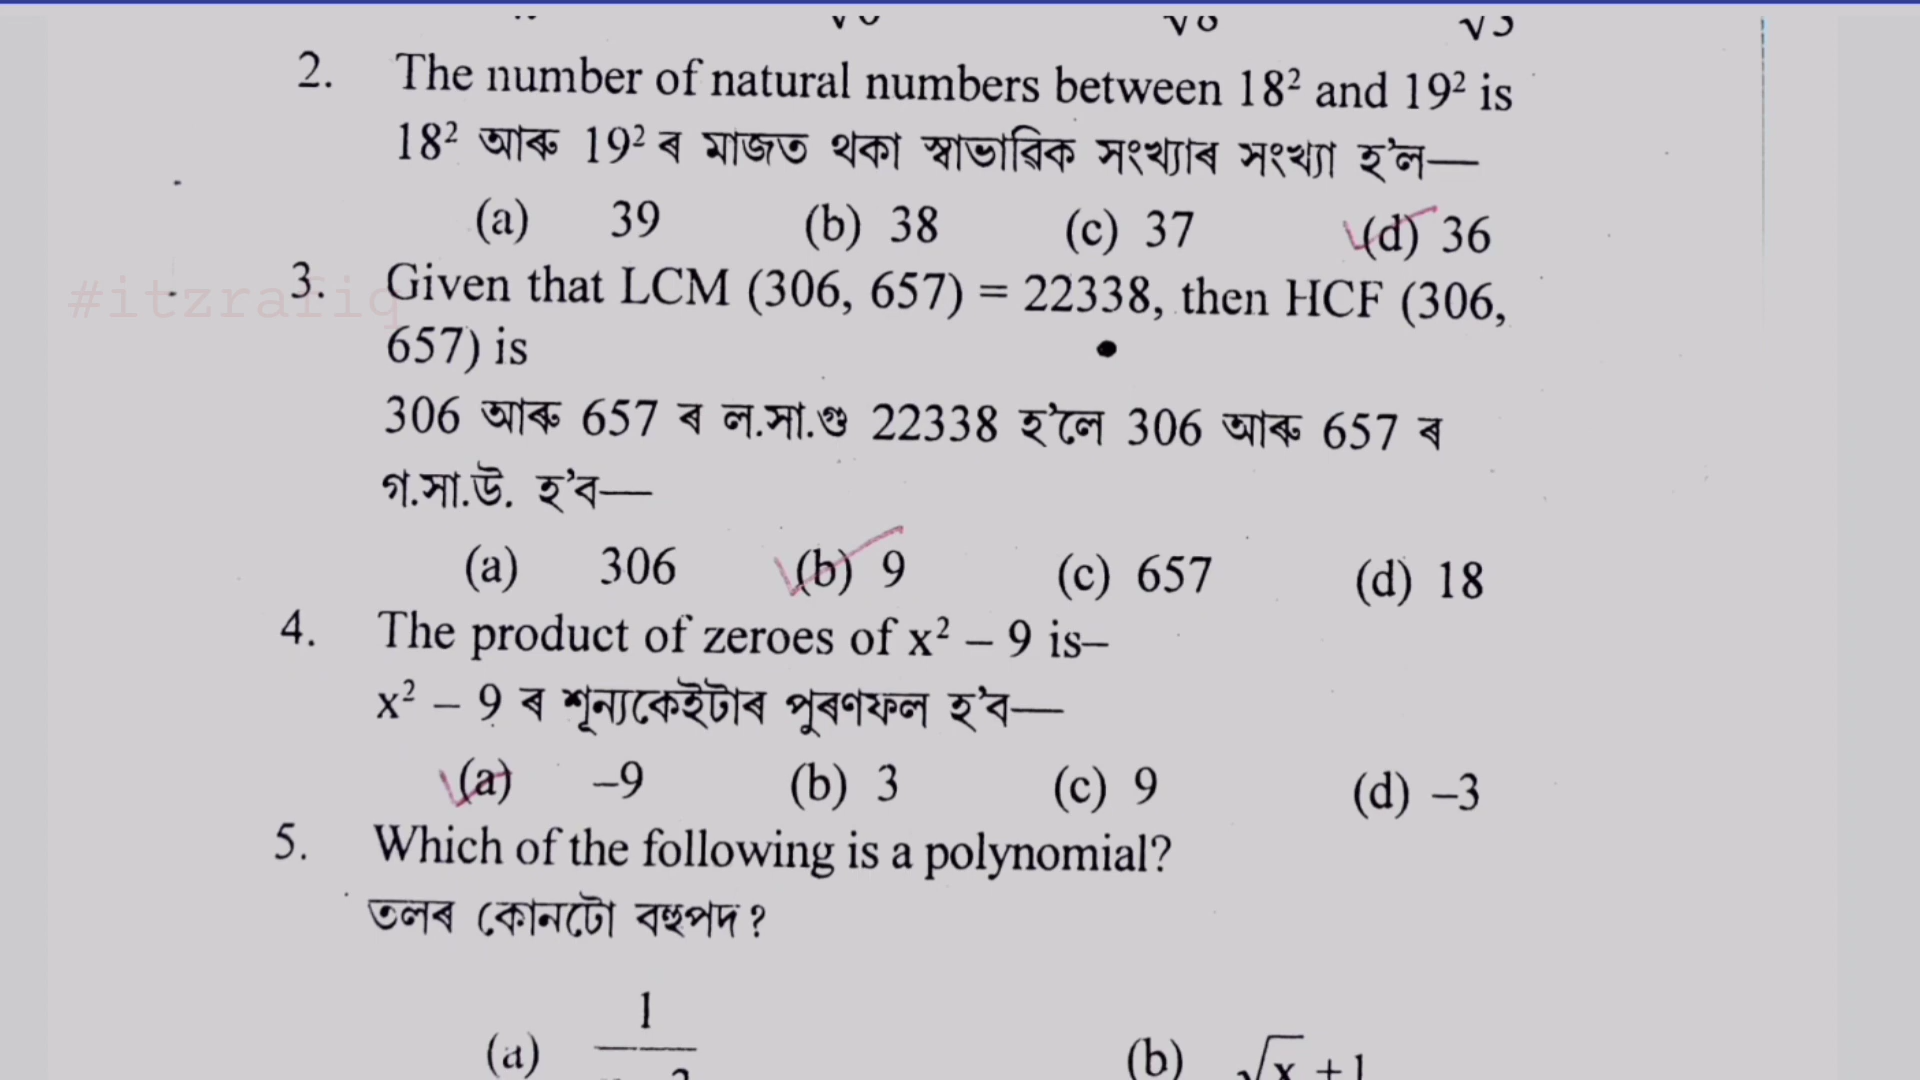 2. The number of natural numbers between 18² and 19² is
18² আৰু 19² ৰ মাজত থকা স্বাভাৱিক সংখ্যাৰ সংখ্যা হ'ল—
(a) 39 (b) 38 (c) 37 (d) 36
#itzrafiq
3. Given that LCM (306, 657) = 22338, then HCF (306,
657) is
306 আৰু 657 ৰ ল.সা.গু 22338 হ'লে 306 আৰু 657 ৰ
গ.সা.উ. হ'ব—
(a) 306 (b) 9 (c) 657 (d) 18
4. The product of zeroes of x² – 9 is–
x² – 9 ৰ শূন্যকেইটাৰ পুৰণফল হ'ব—
(a) –9 (b) 3 (c) 9 (d) –3
5. Which of the following is a polynomial?
তলৰ কোনটো বহুপদ?
(a) 1 (b) √x + 1